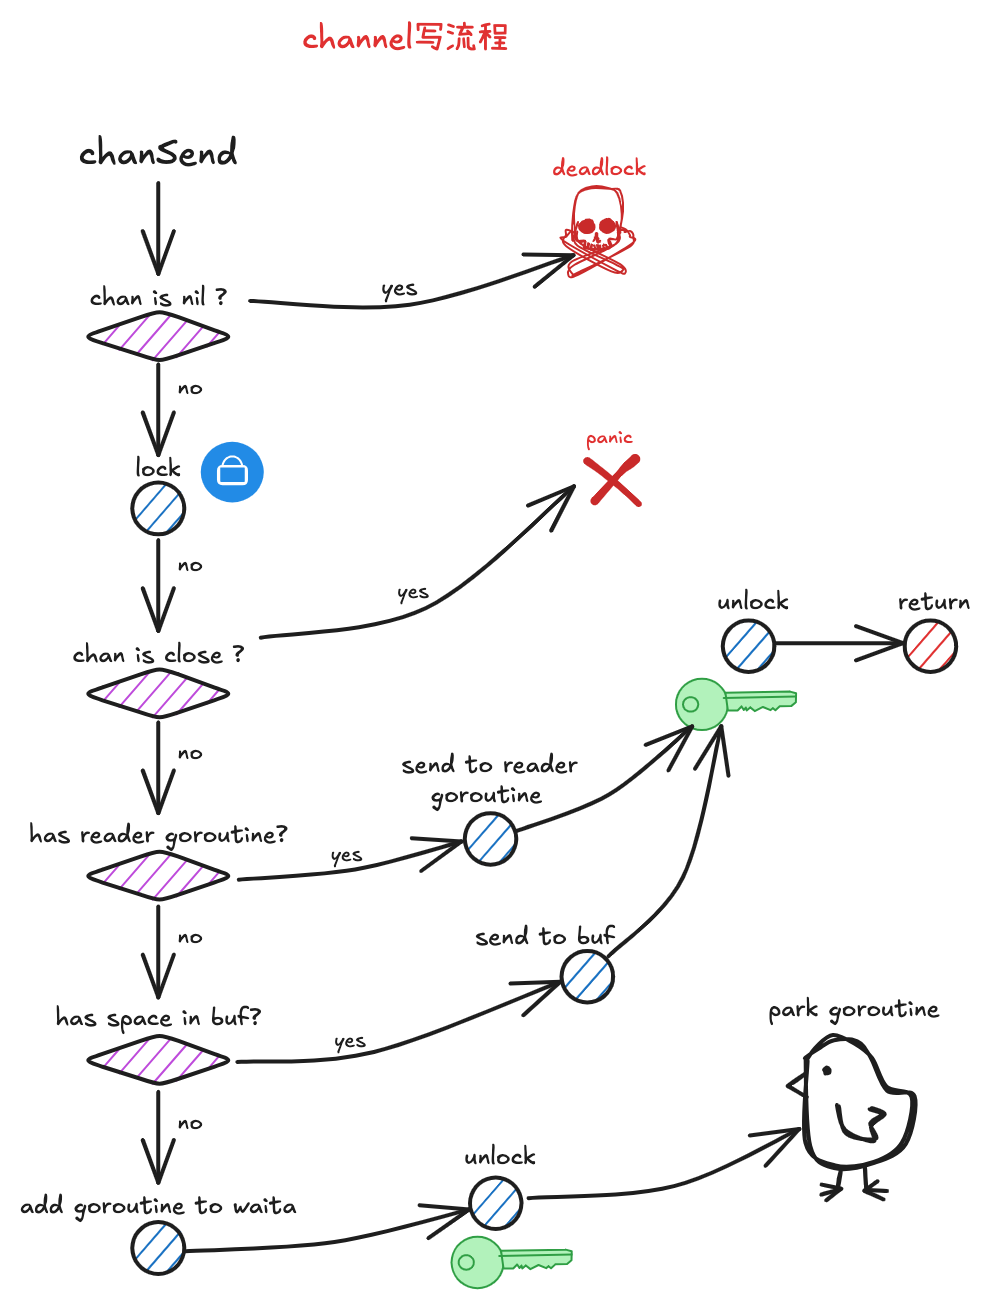 channel写流程
chanSend
deadlock
chan is nil ?
yes
no
lock
panic
no
yes
chan is close ?
unlock
return
no
send to reader
goroutine
has reader goroutine?
yes
no
send to buf
has space in buf?
yes
park goroutine
no
unlock
add goroutine to waita